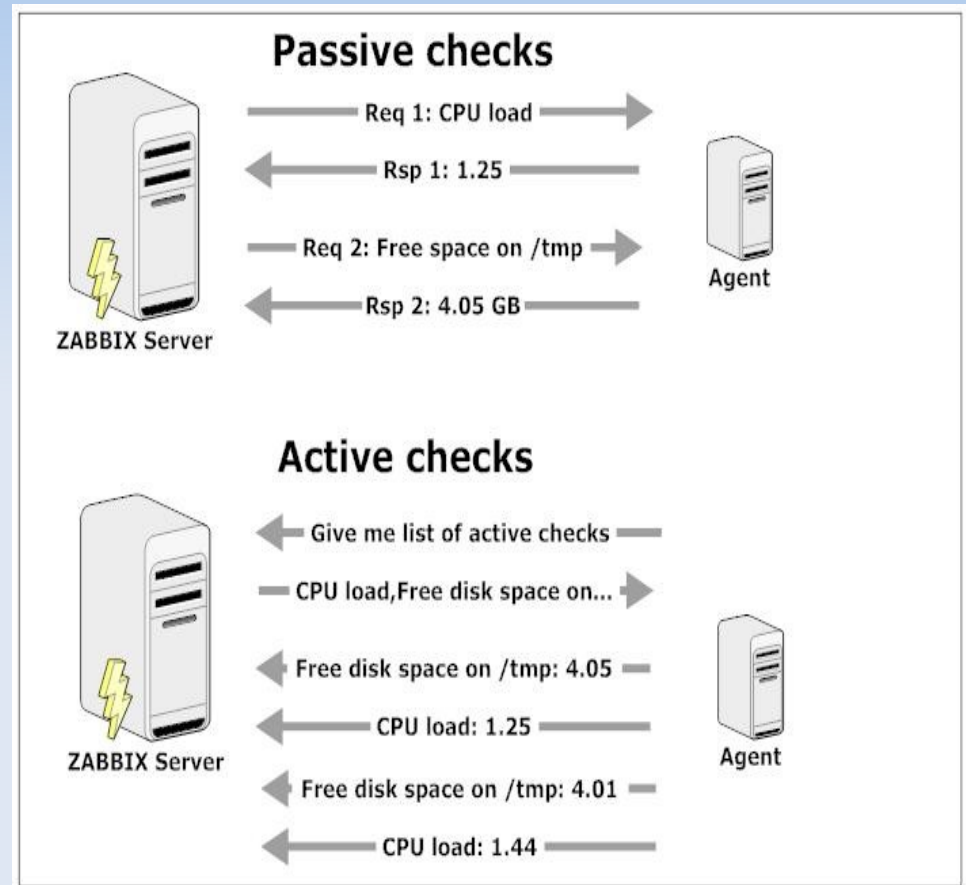 Passive checks
Req 1: CPU load
Rsp 1: 1.25
Req 2: Free space on /tmp
Rsp 2: 4.05 GB
ZABBIX Server
Agent
Active checks
Give me list of active checks
CPU load,Free disk space on...
Free disk space on /tmp: 4.05
CPU load: 1.25
Free disk space on /tmp: 4.01
CPU load: 1.44
ZABBIX Server
Agent